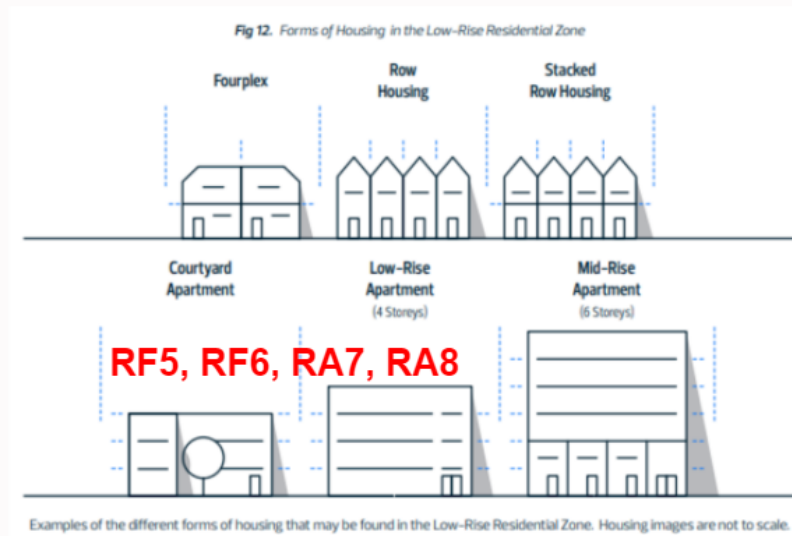 Fig 12. Forms of Housing in the Low-Rise Residential Zone
Fourplex
Row
Housing
Stacked
Row Housing
Courtyard
Apartment
Low-Rise
Apartment
(4 Storeys)
Mid-Rise
Apartment
(6 Storeys)
RF5, RF6, RA7, RA8
Examples of the different forms of housing that may be found in the Low-Rise Residential Zone. Housing images are not to scale.